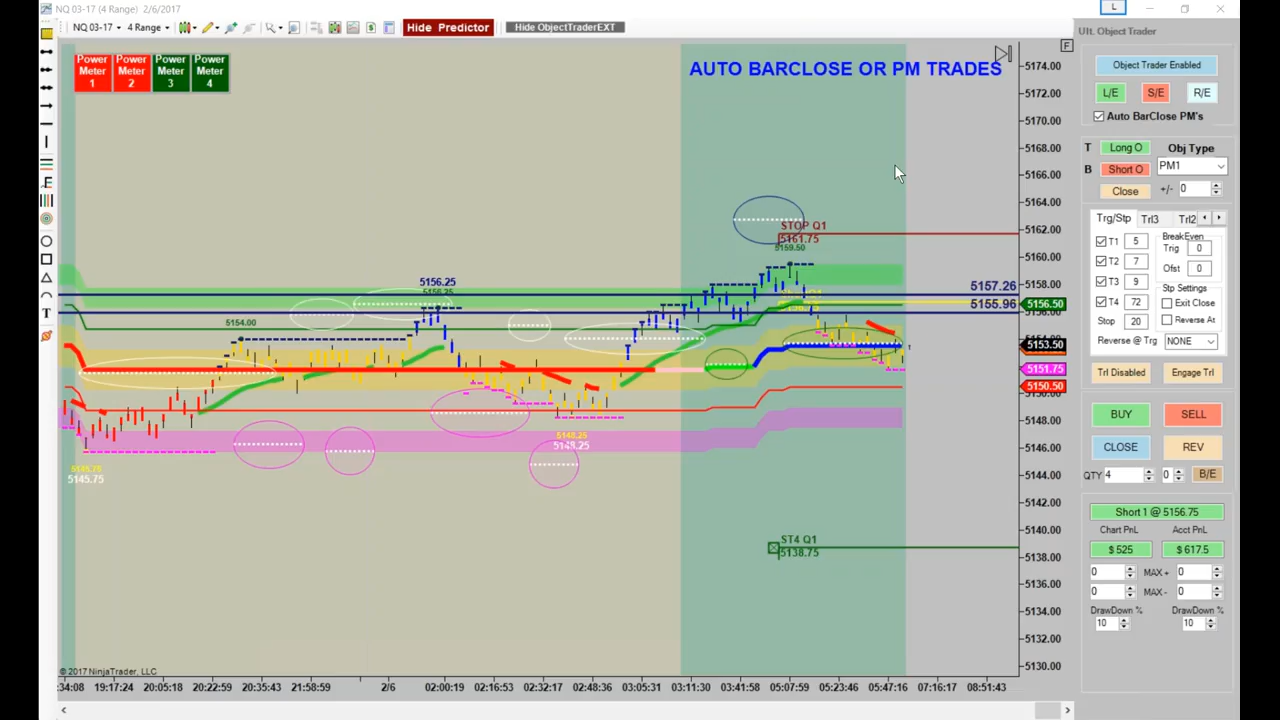 NQ 03-17 (4 Range) 2/6/2017
L
NQ 03-17
4 Range
Hide Predictor
Hide ObjectTraderEXT
Power Meter 1
Power Meter 2
Power Meter 3
Power Meter 4
AUTO BARCLOSE OR PM TRADES
F
5174.00
5172.00
5170.00
5168.00
5166.00
5164.00
5162.00
5160.00
5158.00
5156.50
5153.50
5151.75
5150.50
5148.00
5146.00
5144.00
5142.00
5140.00
5138.00
5136.00
5134.00
5132.00
5130.00
STOP Q1
5161.75
5159.50
5156.25
5157.26
5155.96
5154.00
5148.25
5148.25
5145.75
5145.75
ST4 Q1
5138.75
© 2017 NinjaTrader, LLC
:34:08 19:17:24 20:05:18 20:22:59 20:35:43 21:58:59 2/6 02:00:19 02:16:53 02:32:17 02:48:36 03:05:31 03:11:30 03:41:58 05:07:59 05:23:46 05:47:16 07:16:17 08:51:43
Ult. Object Trader
Object Trader Enabled
L/E S/E R/E
Auto BarClose PM's
T Long O Obj Type
B Short O PM1
Close +/- 0
Trg/Stp Trl3 Trl2
T1 5 BreakEven
Trig 0
T2 7 Ofst 0
T3 9 Stp Settings
T4 72 Exit Close
Stop 20 Reverse At
Reverse @ Trg NONE
Trl Disabled Engage Trl
BUY SELL
CLOSE REV
QTY 4 0 B/E
Short 1 @ 5156.75
Chart PnL Acct PnL
$ 525 $ 617.5
0 MAX + 0
0 MAX - 0
DrawDown % DrawDown %
10 10